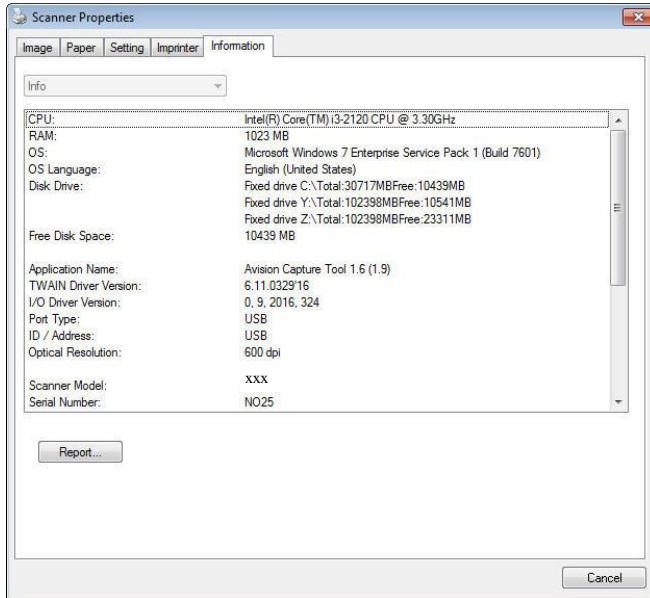 Scanner Properties
Image Paper Setting Imprinter Information
Info
CPU: Intel(R) Core(TM) i3-2120 CPU @ 3.30GHz
RAM: 1023 MB
OS: Microsoft Windows 7 Enterprise Service Pack 1 (Build 7601)
OS Language: English (United States)
Disk Drive: Fixed drive C:\Total:30717MBFree:10439MB
Fixed drive Y:\Total:102398MBFree:10541MB
Fixed drive Z:\Total:102398MBFree:23311MB
Free Disk Space: 10439 MB
Application Name: Avision Capture Tool 1.6 (1.9)
TWAIN Driver Version: 6.11.0329'16
I/O Driver Version: 0, 9, 2016, 324
Port Type: USB
ID / Address: USB
Optical Resolution: 600 dpi
Scanner Model: xxx
Serial Number: NO25
Report...
Cancel